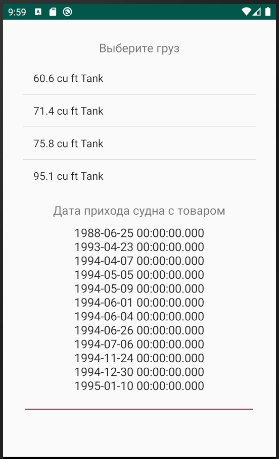 9:59
Выберите груз
60.6 cu ft Tank
71.4 cu ft Tank
75.8 cu ft Tank
95.1 cu ft Tank
Дата прихода судна с товаром
1988-06-25 00:00:00.000
1993-04-23 00:00:00.000
1994-04-07 00:00:00.000
1994-05-05 00:00:00.000
1994-05-09 00:00:00.000
1994-06-01 00:00:00.000
1994-06-04 00:00:00.000
1994-06-26 00:00:00.000
1994-07-06 00:00:00.000
1994-11-24 00:00:00.000
1994-12-30 00:00:00.000
1995-01-10 00:00:00.000